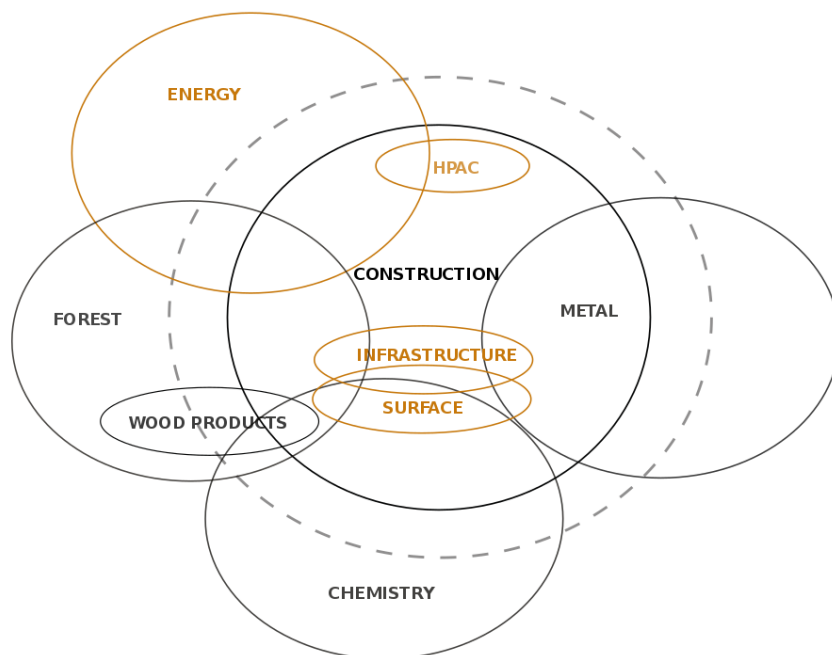 ENERGY
HPAC
CONSTRUCTION
METAL
FOREST
INFRASTRUCTURE
SURFACE
WOOD PRODUCTS
CHEMISTRY